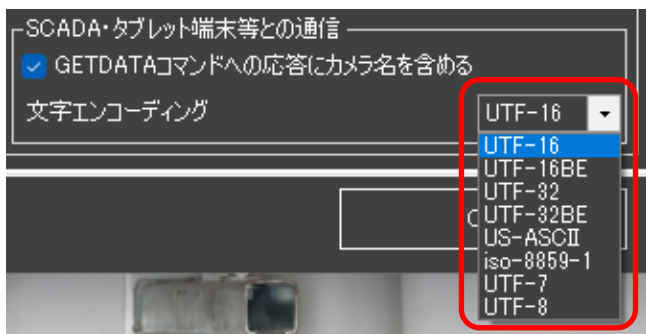 SCADA・タブレット端末等との通信
GETDATAコマンドへの応答にカメラ名を含める
文字エンコーディング
UTF-16
UTF-16
UTF-16BE
UTF-32
UTF-32BE
US-ASCII
iso-8859-1
UTF-7
UTF-8